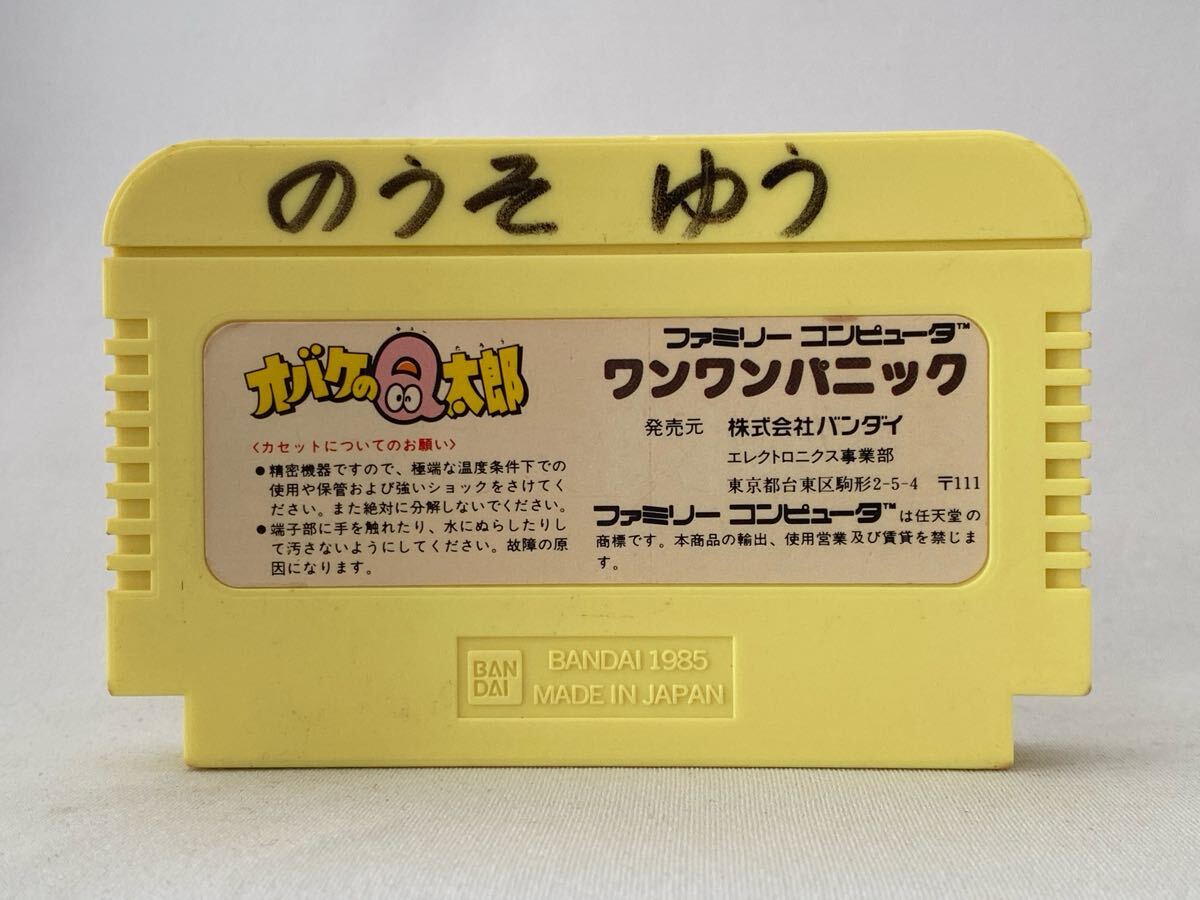 のうそ ゆう
オバケのQ太郎
きゅー
たろう
〈カセットについてのお願い〉
●精密機器ですので、極端な温度条件下での
使用や保管および強いショックをさけてく
ださい。また絶対に分解しないでください。
●端子部に手を触れたり、水にぬらしたりし
て汚さないようにしてください。故障の原
因になります。
ファミリー コンピュータ™
ワンワンパニック
発売元 株式会社バンダイ
エレクトロニクス事業部
東京都台東区駒形2-5-4 〒111
ファミリー コンピュータ™は任天堂の
商標です。本商品の輸出、使用営業及び賃貸を禁じま
す。
BAN
DAI
BANDAI 1985
MADE IN JAPAN